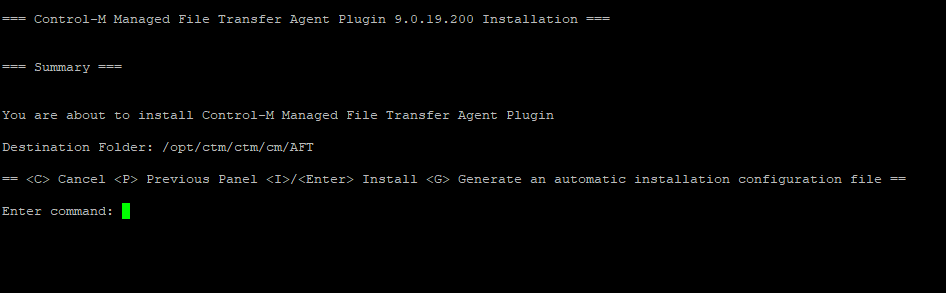 === Control-M Managed File Transfer Agent Plugin 9.0.19.200 Installation ===
=== Summary ===
You are about to install Control-M Managed File Transfer Agent Plugin
Destination Folder: /opt/ctm/ctm/cm/AFT
== <C> Cancel <P> Previous Panel <I>/<Enter> Install <G> Generate an automatic installation configuration file ==
Enter command: